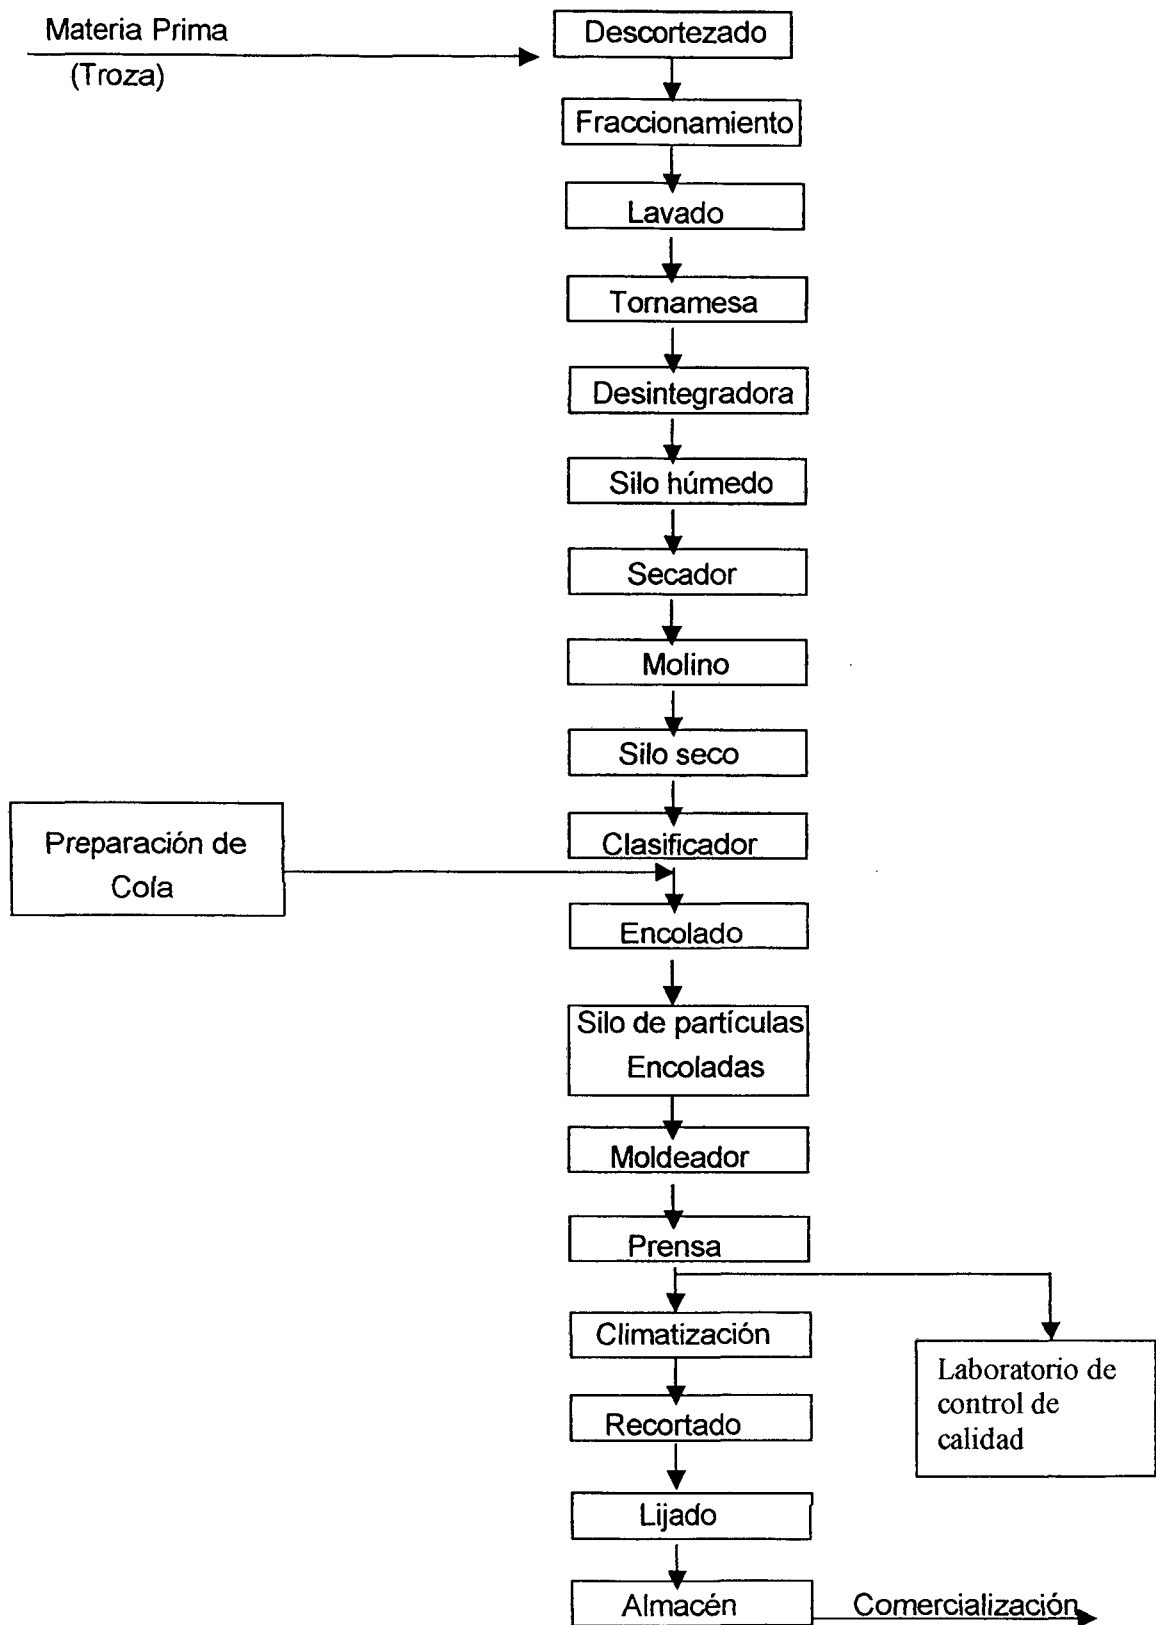 Materia Prima
(Troza)
Descortezado
Fraccionamiento
Lavado
Tornamesa
Desintegradora
Silo húmedo
Secador
Molino
Silo seco
Clasificador
Preparación de
Cola
Encolado
Silo de partículas
Encoladas
Moldeador
Prensa
Climatización
Laboratorio de
control de
calidad
Recortado
Lijado
Almacén
Comercialización